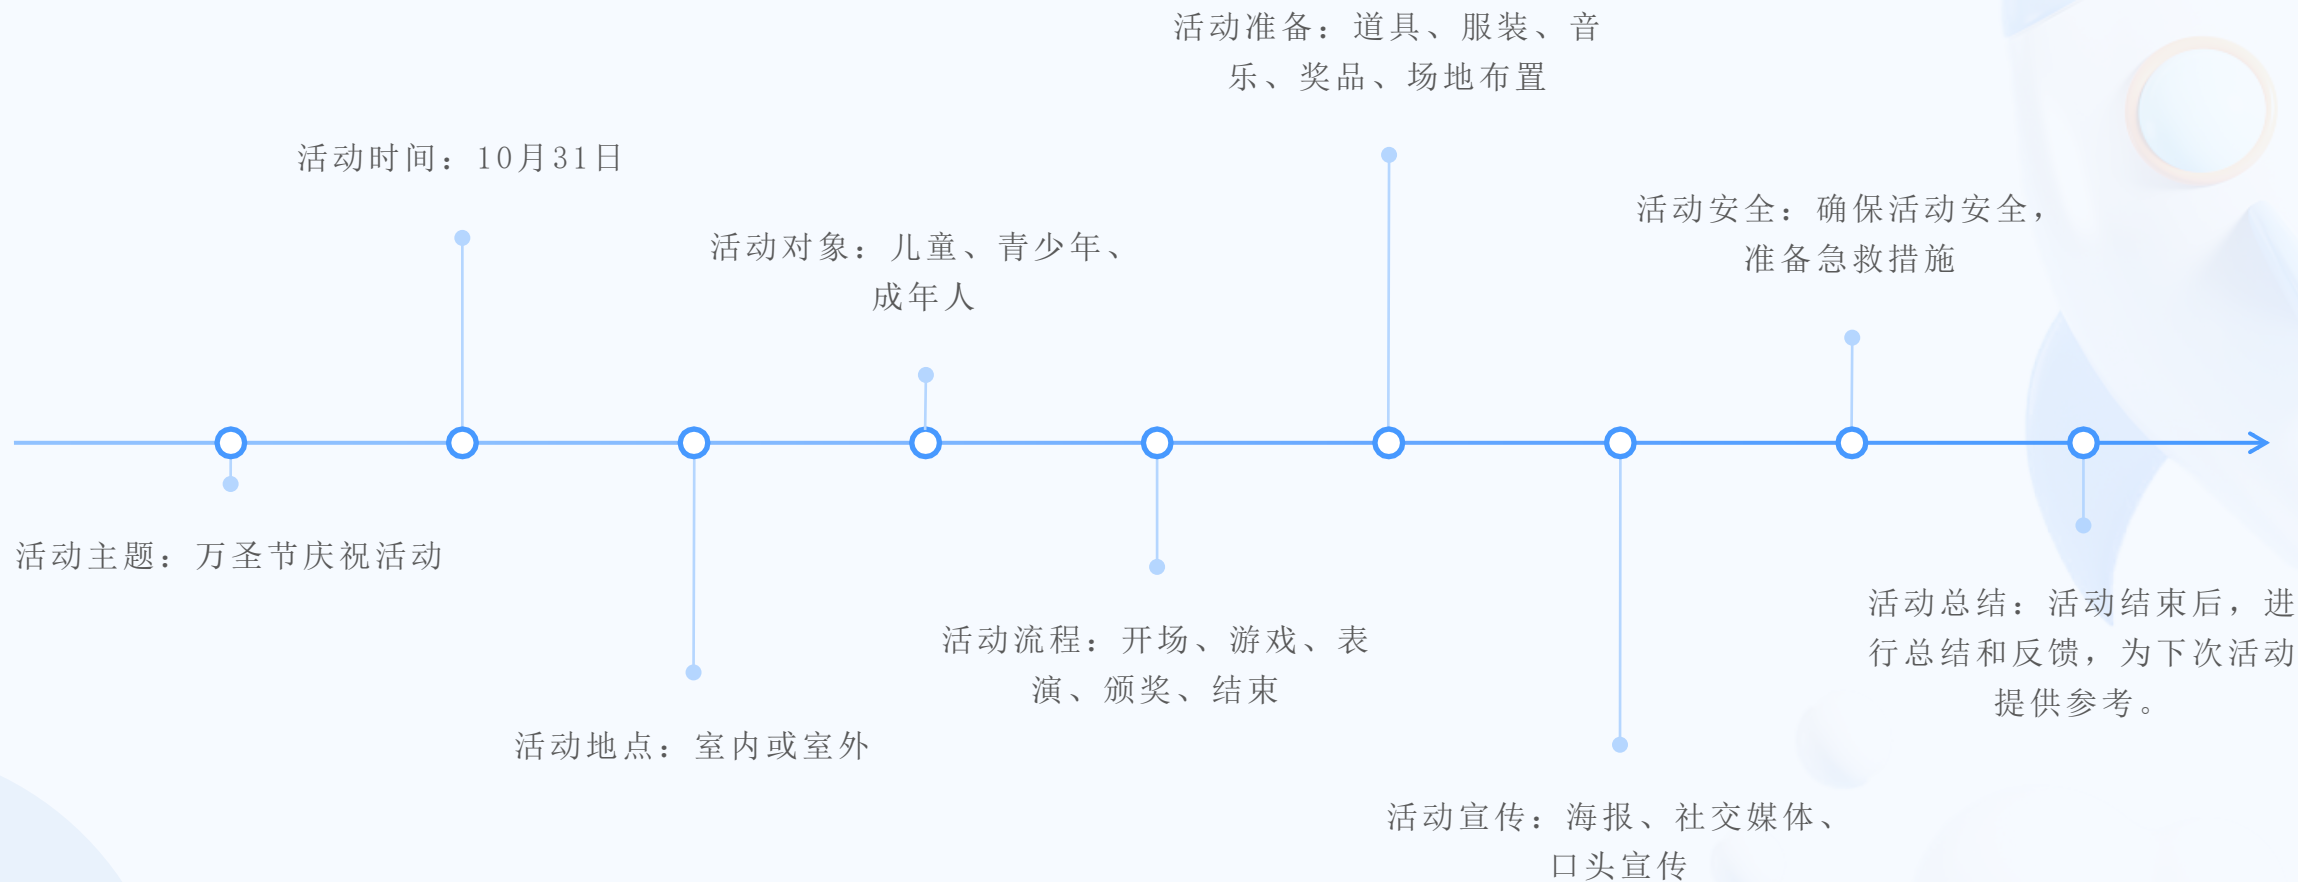 活动主题：万圣节庆祝活动
活动时间：10月31日
活动地点：室内或室外
活动对象：儿童、青少年、
成年人
活动流程：开场、游戏、表
演、颁奖、结束
活动准备：道具、服装、音
乐、奖品、场地布置
活动宣传：海报、社交媒体、
口头宣传
活动安全：确保活动安全，
准备急救措施
活动总结：活动结束后，进
行总结和反馈，为下次活动
提供参考。